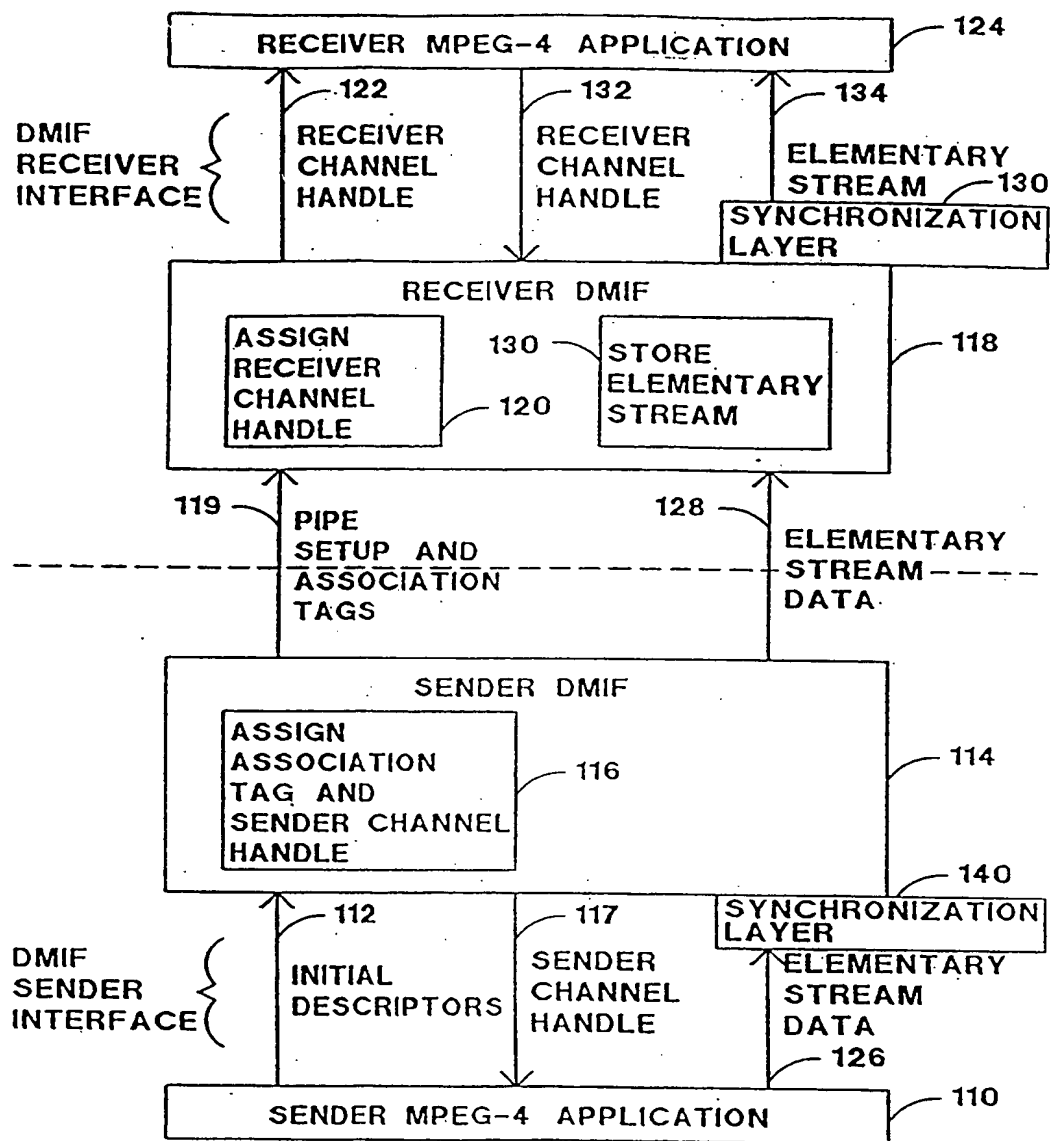 RECEIVER MPEG-4 APPLICATION
124
122
132
134
DMIF
RECEIVER
INTERFACE
RECEIVER
CHANNEL
HANDLE
RECEIVER
CHANNEL
HANDLE
ELEMENTARY
STREAM
130
SYNCHRONIZATION
LAYER
RECEIVER DMIF
118
ASSIGN
RECEIVER
CHANNEL
HANDLE
120
130
STORE
ELEMENTARY
STREAM
119
PIPE
SETUP AND
ASSOCIATION
TAGS
128
ELEMENTARY
STREAM
DATA
SENDER DMIF
114
ASSIGN
ASSOCIATION
TAG AND
SENDER CHANNEL
HANDLE
116
140
SYNCHRONIZATION
LAYER
112
117
DMIF
SENDER
INTERFACE
INITIAL
DESCRIPTORS
SENDER
CHANNEL
HANDLE
ELEMENTARY
STREAM
DATA
126
SENDER MPEG-4 APPLICATION
110